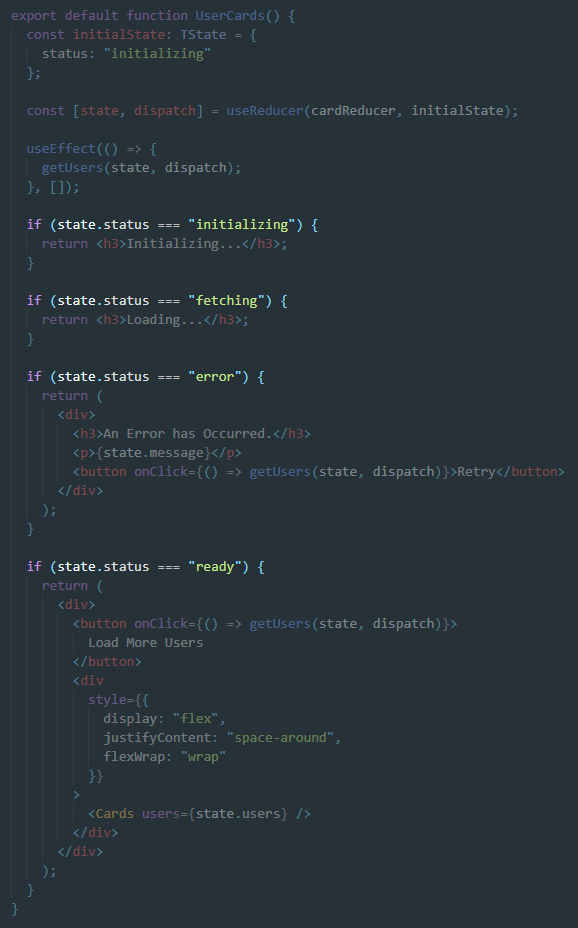 export default function UserCards() {
  const initialState: TState = {
    status: "initializing"
  };

  const [state, dispatch] = useReducer(cardReducer, initialState);

  useEffect(() => {
    getUsers(state, dispatch);
  }, []);

  if (state.status === "initializing") {
    return <h3>Initializing...</h3>;
  }

  if (state.status === "fetching") {
    return <h3>Loading...</h3>;
  }

  if (state.status === "error") {
    return (
      <div>
        <h3>An Error has Occurred.</h3>
        <p>{state.message}</p>
        <button onClick={() => getUsers(state, dispatch)}>Retry</button>
      </div>
    );
  }

  if (state.status === "ready") {
    return (
      <div>
        <button onClick={() => getUsers(state, dispatch)}>
          Load More Users
        </button>
        <div
          style={{
            display: "flex",
            justifyContent: "space-around",
            flexWrap: "wrap"
          }}
        >
          <Cards users={state.users} />
        </div>
      </div>
    );
  }
}